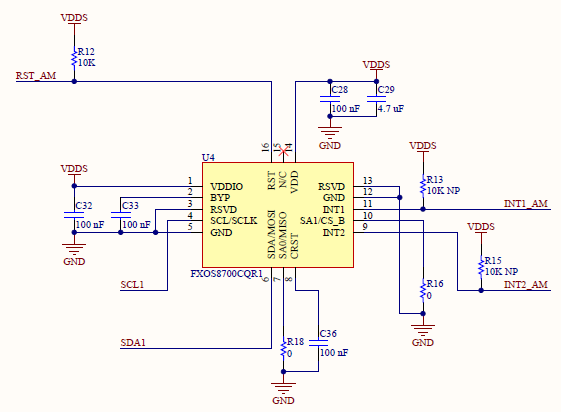 VDDS
R12
10K
RST_AM
VDDS
C28
100 nF
C29
4.7 uF
GND
16
15
14
U4
RST
N/C
VDD
VDDS
1
2
3
4
5
VDDIO
BYP
RSVD
SCL/SCLK
GND
RSVD
GND
INT1
SA1/CS_B
INT2
13
12
11
10
9
VDDS
R13
10K NP
INT1_AM
C32
100 nF
C33
100 nF
GND
SDA/MOSI
SA0/MISO
CRST
FXOS8700CQR1
6
7
8
VDDS
R15
10K NP
INT2_AM
SCL1
R16
0
GND
SDA1
R18
0
C36
100 nF
GND